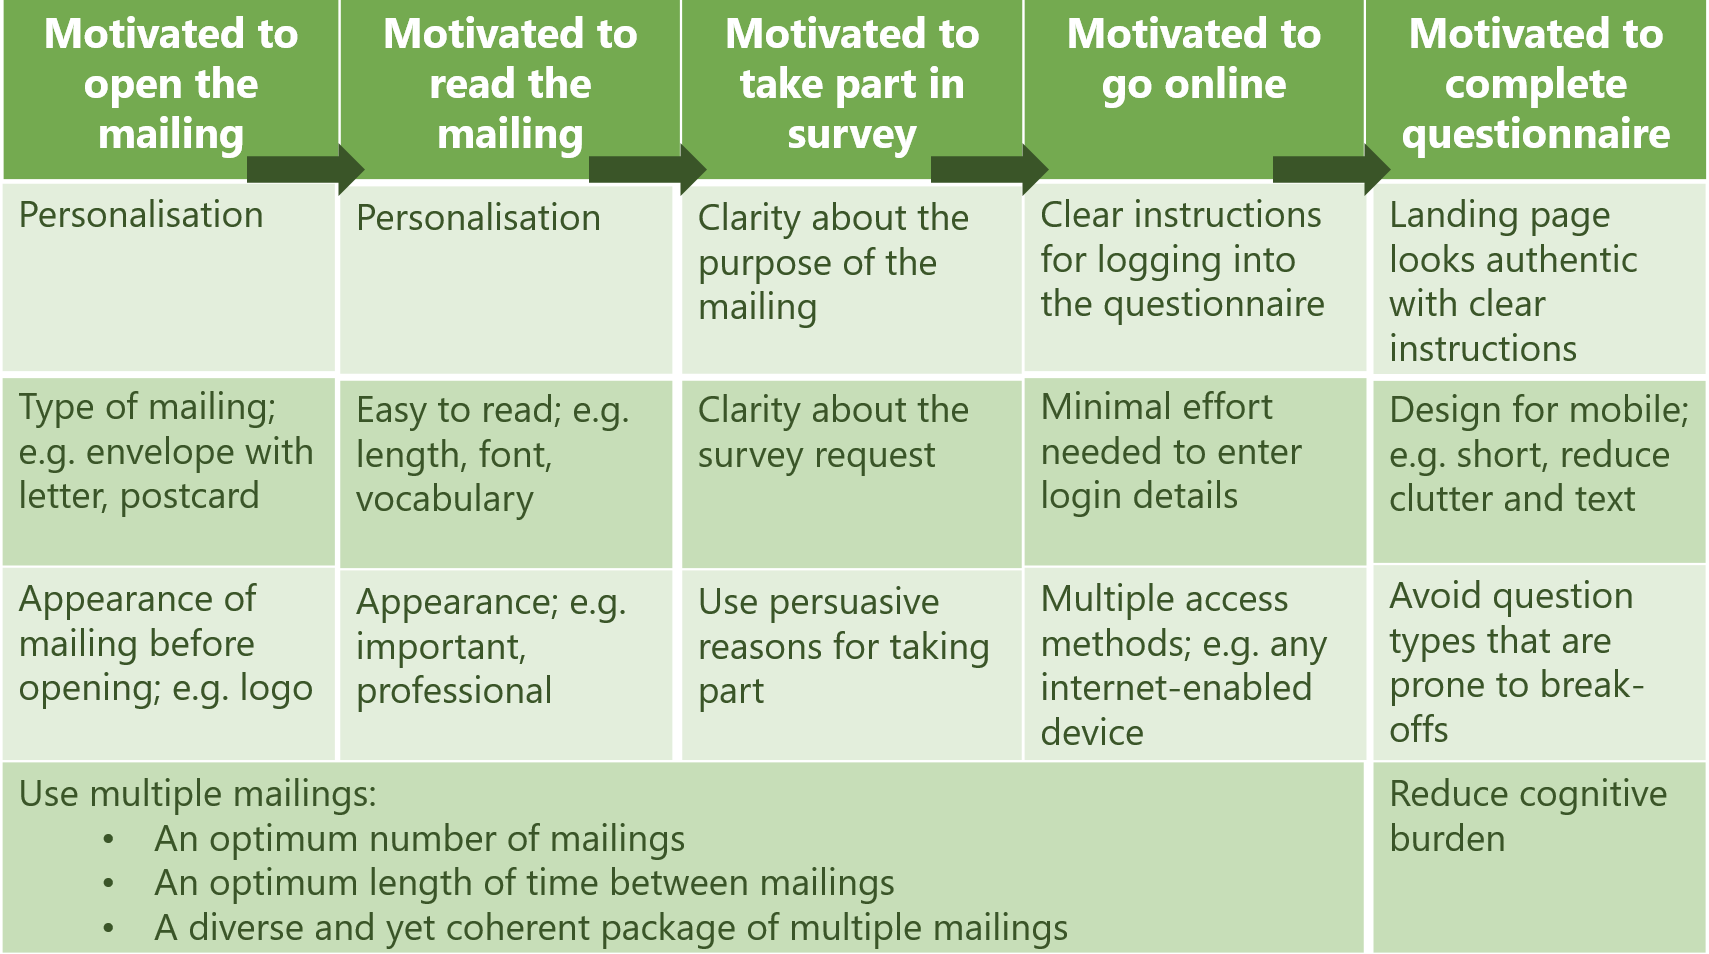 Motivated to
open the
mailing
Motivated to
read the
mailing
Motivated to
take part in
survey
Motivated to
go online
Motivated to
complete
questionnaire
Personalisation
Personalisation
Clarity about the
purpose of the
mailing
Clear instructions
for logging into
the questionnaire
Landing page
looks authentic
with clear
instructions
Type of mailing;
e.g. envelope with
letter, postcard
Easy to read; e.g.
length, font,
vocabulary
Clarity about the
survey request
Minimal effort
needed to enter
login details
Design for mobile;
e.g. short, reduce
clutter and text
Appearance of
mailing before
opening; e.g. logo
Appearance; e.g.
important,
professional
Use persuasive
reasons for taking
part
Multiple access
methods; e.g. any
internet-enabled
device
Avoid question
types that are
prone to break-
offs
Use multiple mailings:
• An optimum number of mailings
• An optimum length of time between mailings
• A diverse and yet coherent package of multiple mailings
Reduce cognitive
burden